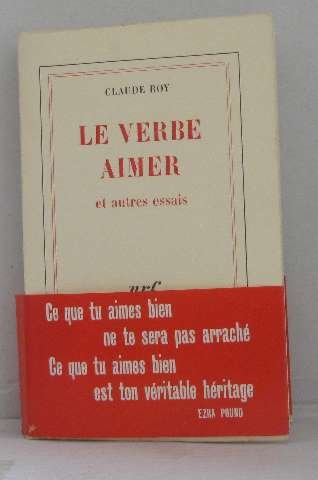 CLAUDE ROY
LE VERBE
AIMER
et autres essais
nrf
Ce que tu aimes bien
ne te sera pas arraché
Ce que tu aimes bien
est ton véritable héritage
EZRA POUND